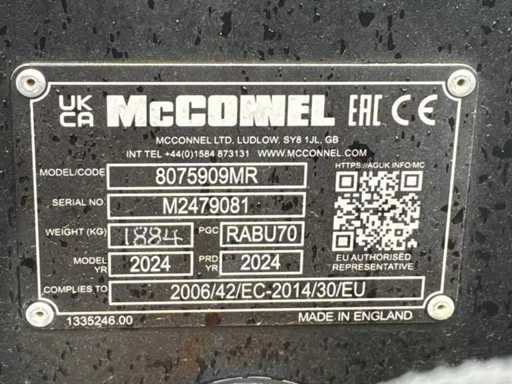 UK CA McCONNEL EAC CE
MCCONNEL LTD, LUDLOW, SY8 1JL, GB
INT TEL +44(0)1584 873131 WWW.MCCONNEL.COM
HTTPS://AGUK.INFO/MC
MODEL/CODE 8075909MR
SERIAL NO M2479081
WEIGHT (KG) 1884 PGC RABU70
MODEL YR 2024 PRD YR 2024
EU AUTHORISED REPRESENTATIVE
COMPLIES TO 2006/42/EC-2014/30/EU
1335246.00 MADE IN ENGLAND